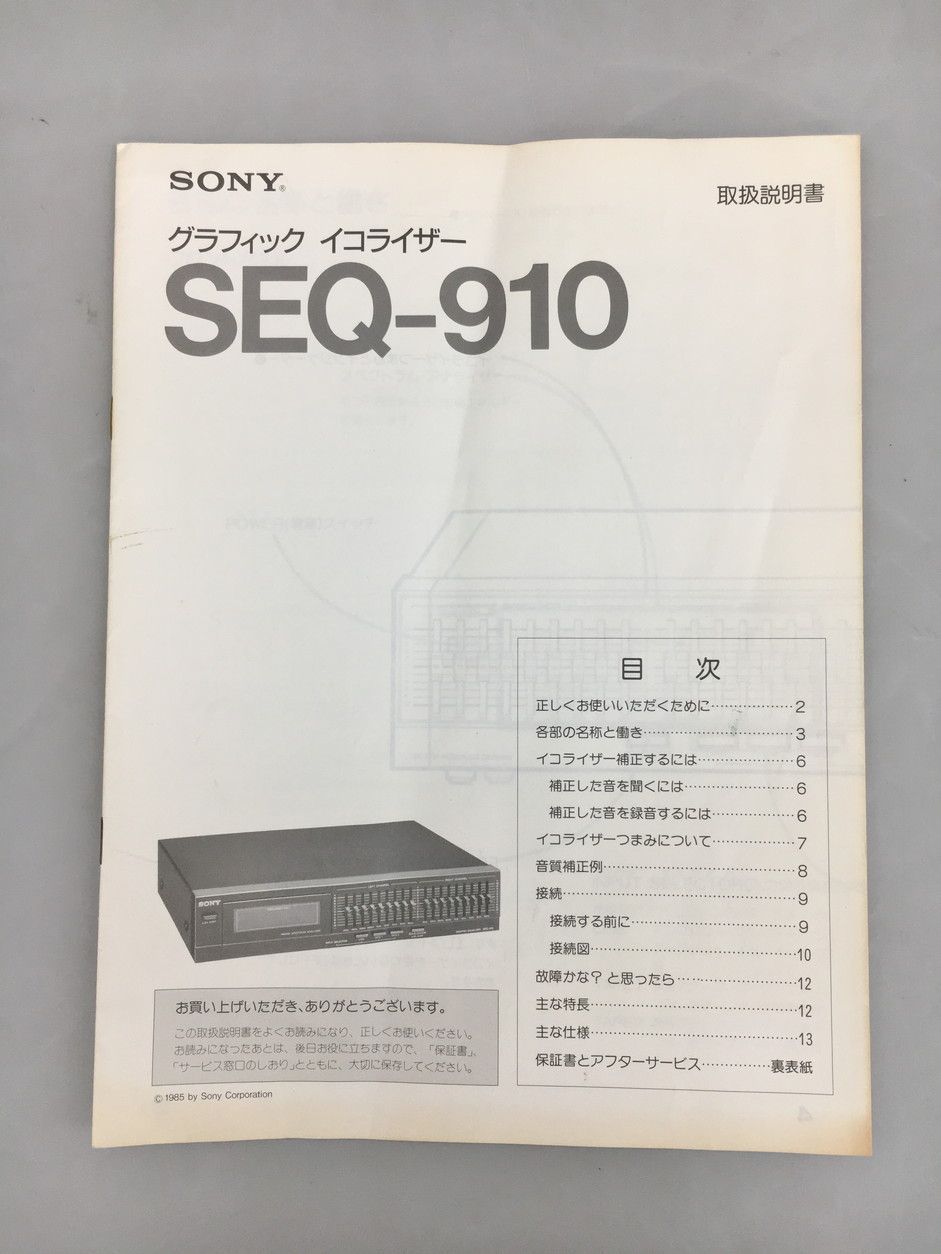 SONY®
取扱説明書
グラフィック イコライザー
SEQ-910
目 次
正しくお使いいただくために………………2
各部の名称と働き………………………3
イコライザー補正するには………………6
補正した音を聞くには…………………6
補正した音を録音するには……………6
イコライザーつまみについて……………7
音質補正例………………………………8
接続………………………………………9
接続する前に……………………………9
接続図……………………………………10
故障かな？と思ったら…………………12
主な特長…………………………………12
主な仕様…………………………………13
保証書とアフターサービス…………裏表紙
SONY
お買い上げいただき、ありがとうございます。
この取扱説明書をよくお読みになり、正しくお使いください。
お読みになったあとは、後日お役に立ちますので、「保証書」、
「サービス窓口のしおり」とともに、大切に保存してください。
© 1985 by Sony Corporation